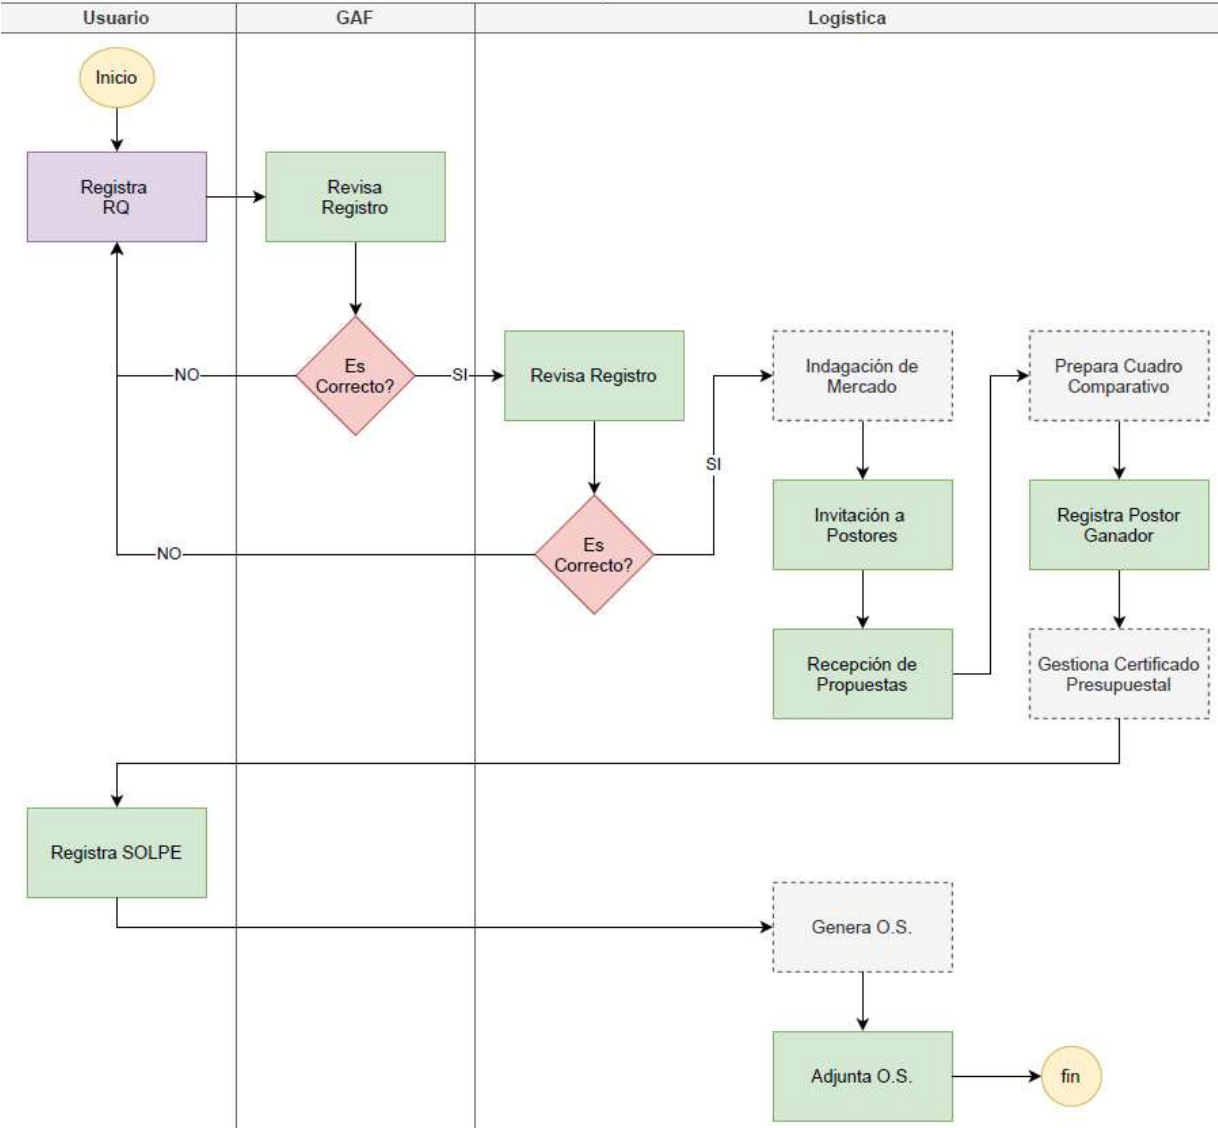 Usuario
GAF
Logística
Inicio
Registra
RQ
Revisa
Registro
Es
Correcto?
NO
SI
Revisa Registro
Es
Correcto?
NO
SI
Indagación de
Mercado
Invitación a
Postores
Recepción de
Propuestas
Prepara Cuadro
Comparativo
Registra Postor
Ganador
Gestiona Certificado
Presupuestal
Registra SOLPE
Genera O.S.
Adjunta O.S.
fin